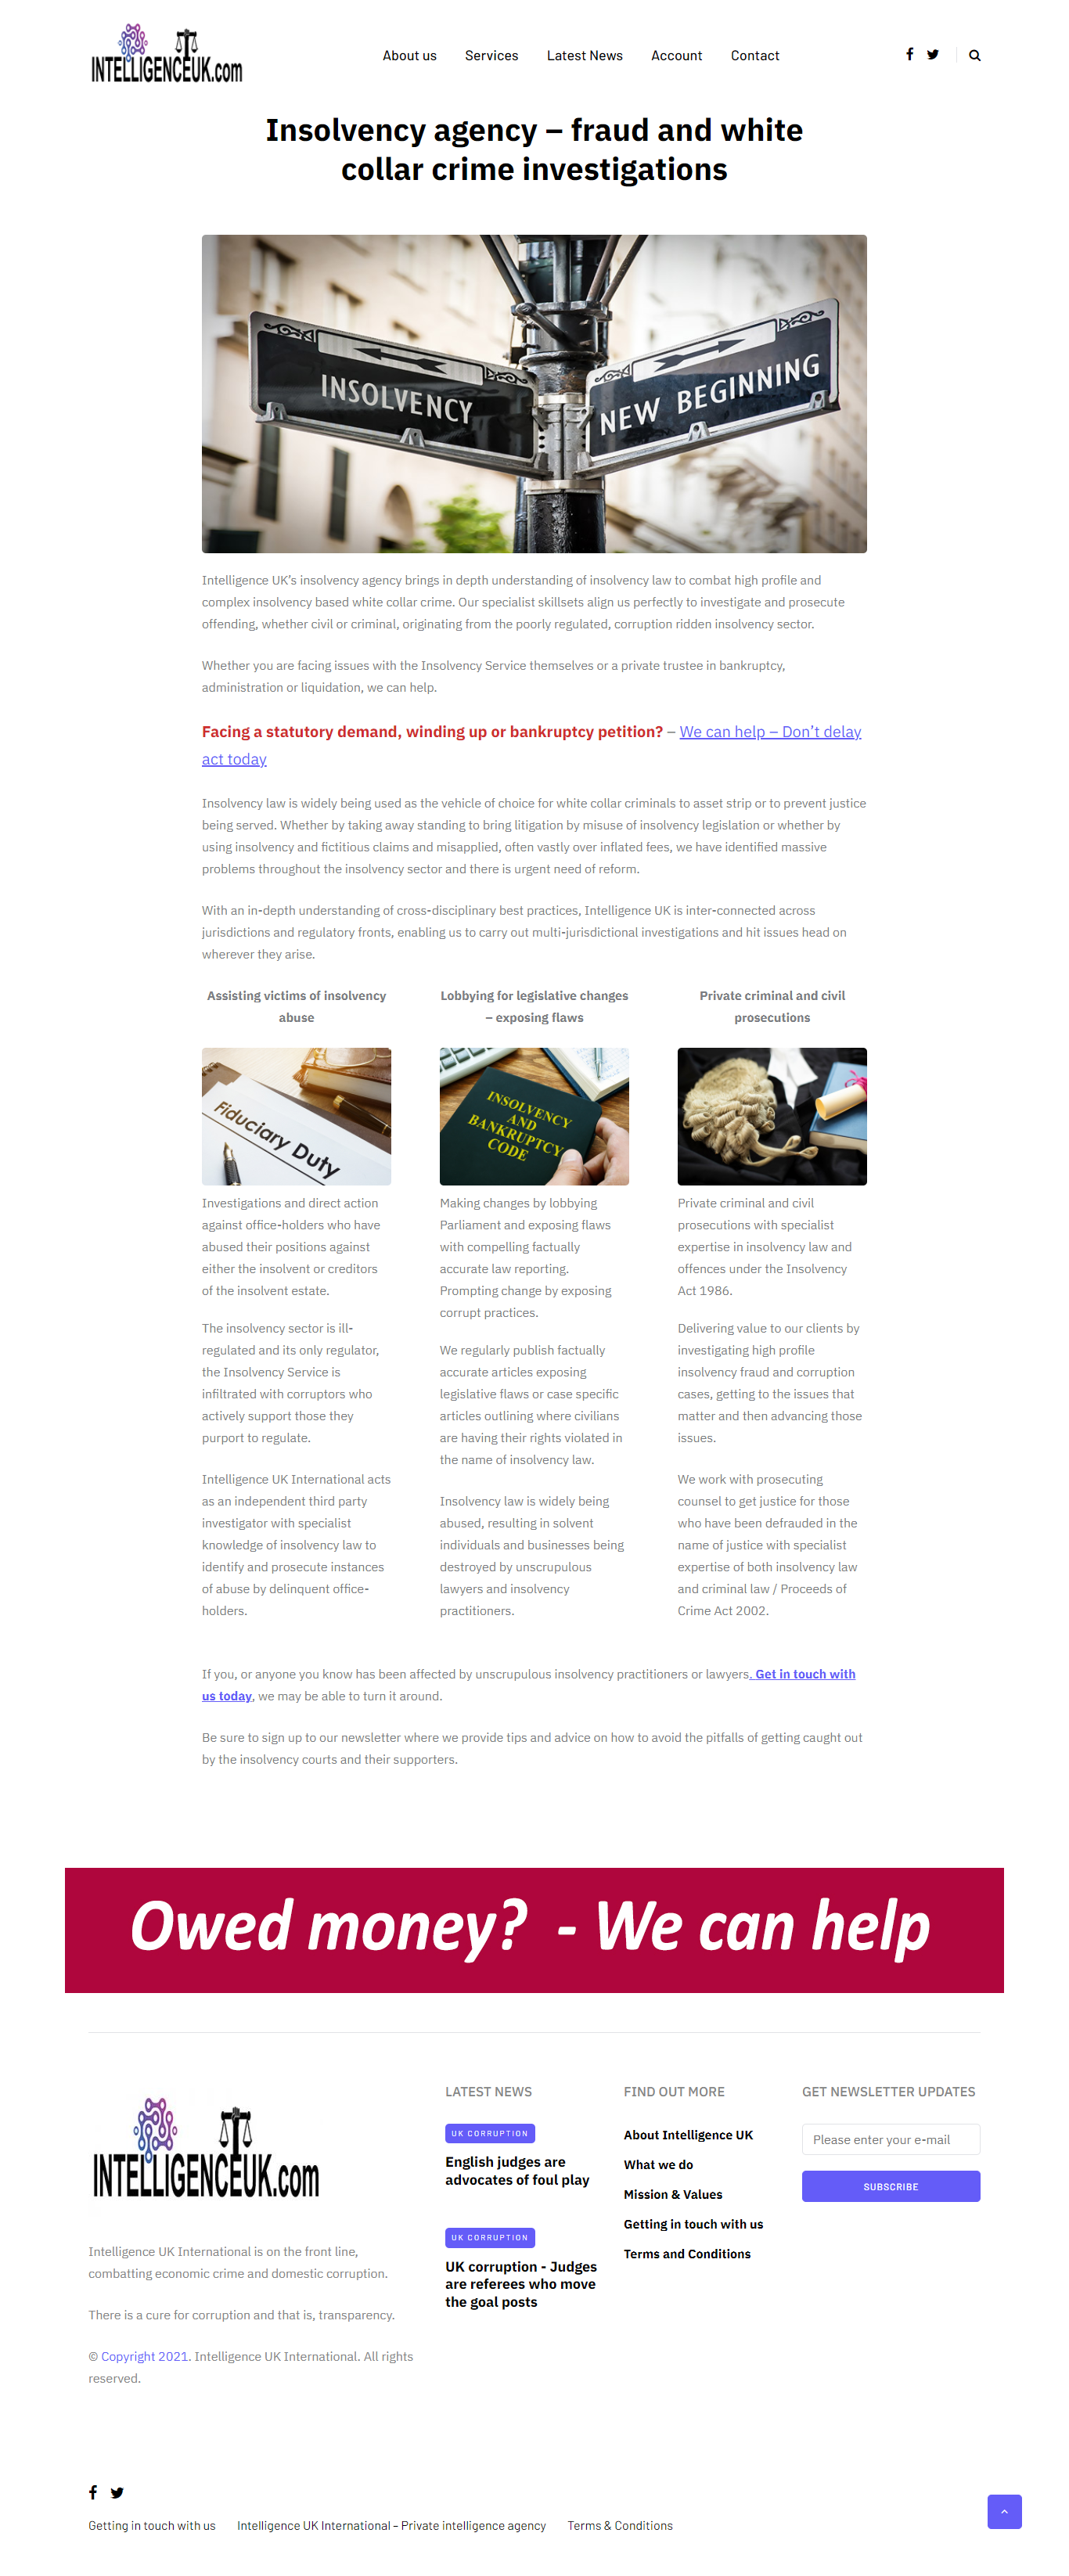 INTELLIGENCEUK.com
About us
Services
Latest News
Account
Contact
Insolvency agency – fraud and white
collar crime investigations
INSOLVENCY
NEW BEGINNING
Intelligence UK’s insolvency agency brings in depth understanding of insolvency law to combat high profile and
complex insolvency based white collar crime. Our specialist skillsets align us perfectly to investigate and prosecute
offending, whether civil or criminal, originating from the poorly regulated, corruption ridden insolvency sector.
Whether you are facing issues with the Insolvency Service themselves or a private trustee in bankruptcy,
administration or liquidation, we can help.
Facing a statutory demand, winding up or bankruptcy petition? – We can help – Don’t delay
act today
Insolvency law is widely being used as the vehicle of choice for white collar criminals to asset strip or to prevent justice
being served. Whether by taking away standing to bring litigation by misuse of insolvency legislation or whether by
using insolvency and fictitious claims and misapplied, often vastly over inflated fees, we have identified massive
problems throughout the insolvency sector and there is urgent need of reform.
With an in-depth understanding of cross-disciplinary best practices, Intelligence UK is inter-connected across
jurisdictions and regulatory fronts, enabling us to carry out multi-jurisdictional investigations and hit issues head on
wherever they arise.
Assisting victims of insolvency
abuse
Fiduciary Duty
Investigations and direct action
against office-holders who have
abused their positions against
either the insolvent or creditors
of the insolvent estate.
The insolvency sector is ill-
regulated and its only regulator,
the Insolvency Service is
infiltrated with corruptors who
actively support those they
purport to regulate.
Intelligence UK International acts
as an independent third party
investigator with specialist
knowledge of insolvency law to
identify and prosecute instances
of abuse by delinquent office-
holders.
Lobbying for legislative changes
– exposing flaws
INSOLVENCY
AND
BANKRUPTCY
CODE
Making changes by lobbying
Parliament and exposing flaws
with compelling factually
accurate law reporting.
Prompting change by exposing
corrupt practices.
We regularly publish factually
accurate articles exposing
legislative flaws or case specific
articles outlining where civilians
are having their rights violated in
the name of insolvency law.
Insolvency law is widely being
abused, resulting in solvent
individuals and businesses being
destroyed by unscrupulous
lawyers and insolvency
practitioners.
Private criminal and civil
prosecutions
Private criminal and civil
prosecutions with specialist
expertise in insolvency law and
offences under the Insolvency
Act 1986.
Delivering value to our clients by
investigating high profile
insolvency fraud and corruption
cases, getting to the issues that
matter and then advancing those
issues.
We work with prosecuting
counsel to get justice for those
who have been defrauded in the
name of justice with specialist
expertise of both insolvency law
and criminal law / Proceeds of
Crime Act 2002.
If you, or anyone you know has been affected by unscrupulous insolvency practitioners or lawyers. Get in touch with
us today, we may be able to turn it around.
Be sure to sign up to our newsletter where we provide tips and advice on how to avoid the pitfalls of getting caught out
by the insolvency courts and their supporters.
Owed money? - We can help
INTELLIGENCEUK.com
Intelligence UK International is on the front line,
combatting economic crime and domestic corruption.
There is a cure for corruption and that is, transparency.
© Copyright 2021. Intelligence UK International. All rights
reserved.
LATEST NEWS
UK CORRUPTION
English judges are
advocates of foul play
UK CORRUPTION
UK corruption - Judges
are referees who move
the goal posts
FIND OUT MORE
About Intelligence UK
What we do
Mission & Values
Getting in touch with us
Terms and Conditions
GET NEWSLETTER UPDATES
Please enter your e-mail
SUBSCRIBE
Getting in touch with us
Intelligence UK International – Private intelligence agency
Terms & Conditions